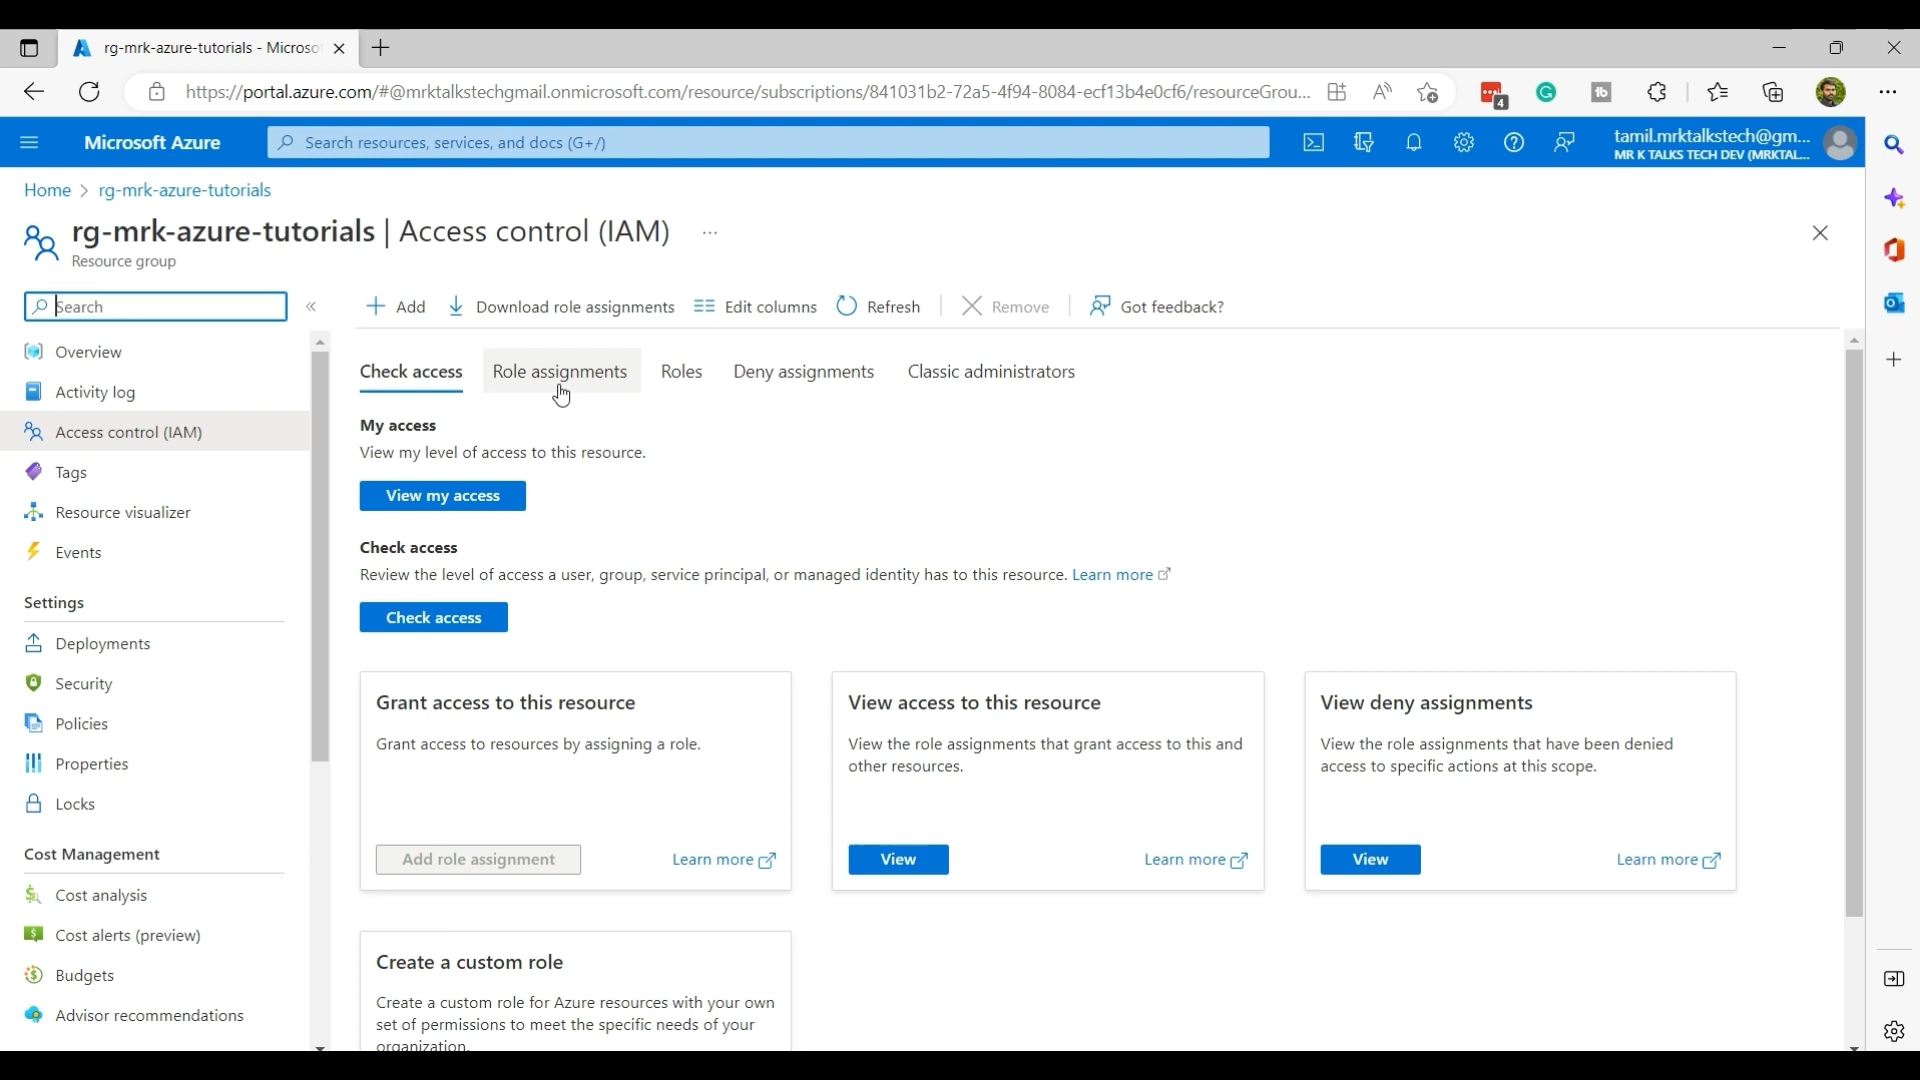 rg-mrk-azure-tutorials - Microso
https://portal.azure.com/#@mrktalkstechgmail.onmicrosoft.com/resource/subscriptions/841031b2-72a5-4f94-8084-ecf13b4e0cf6/resourceGrou...
4
tb
Microsoft Azure
Search resources, services, and docs (G+/)
tamil.mrktalkstech@gm...
MR K TALKS TECH DEV (MRKTAL...
Home > rg-mrk-azure-tutorials
rg-mrk-azure-tutorials | Access control (IAM) ...
Resource group
Search
Add
Download role assignments
Edit columns
Refresh
Remove
Got feedback?
Overview
Activity log
Access control (IAM)
Tags
Resource visualizer
Events
Settings
Deployments
Security
Policies
Properties
Locks
Cost Management
Cost analysis
Cost alerts (preview)
Budgets
Advisor recommendations
Check access
Role assignments
Roles
Deny assignments
Classic administrators
My access
View my level of access to this resource.
View my access
Check access
Review the level of access a user, group, service principal, or managed identity has to this resource. Learn more
Check access
Grant access to this resource
Grant access to resources by assigning a role.
Add role assignment
Learn more
View access to this resource
View the role assignments that grant access to this and
other resources.
View
Learn more
View deny assignments
View the role assignments that have been denied
access to specific actions at this scope.
View
Learn more
Create a custom role
Create a custom role for Azure resources with your own
set of permissions to meet the specific needs of your
organization.